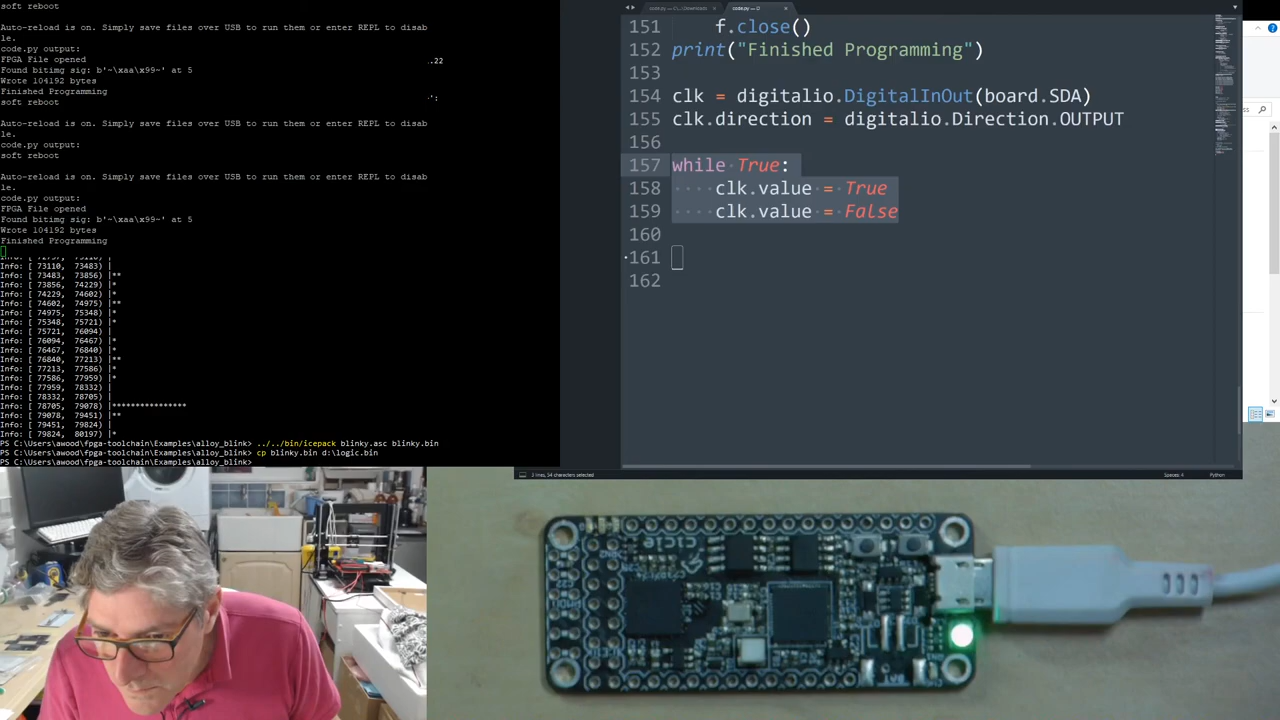 soft reboot
Auto-reload is on. Simply save files over USB to run them or enter REPL to disab
le.
code.py output:
FPGA File opened
Found bitimg sig: b'~\xaa\x99~' at 5
Wrote 104192 bytes
Finished Programming
soft reboot
Auto-reload is on. Simply save files over USB to run them or enter REPL to disab
le.
code.py output:
soft reboot
Auto-reload is on. Simply save files over USB to run them or enter REPL to disab
le.
code.py output:
FPGA File opened
Found bitimg sig: b'~\xaa\x99~' at 5
Wrote 104192 bytes
Finished Programming
.22
.':
Info: [ 73110, 73483) |
Info: [ 73483, 73856) |**
Info: [ 73856, 74229) |*
Info: [ 74229, 74602) |*
Info: [ 74602, 74975) |**
Info: [ 74975, 75348) |*
Info: [ 75348, 75721) |*
Info: [ 75721, 76094) |
Info: [ 76094, 76467) |*
Info: [ 76467, 76840) |*
Info: [ 76840, 77213) |**
Info: [ 77213, 77586) |*
Info: [ 77586, 77959) |*
Info: [ 77959, 78332) |
Info: [ 78332, 78705) |
Info: [ 78705, 79078) |****************
Info: [ 79078, 79451) |**
Info: [ 79451, 79824) |
Info: [ 79824, 80197) |*
PS C:\Users\awood\fpga-toolchain\Examples\alloy_blink> ../../bin/icepack blinky.asc blinky.bin
PS C:\Users\awood\fpga-toolchain\Examples\alloy_blink> cp blinky.bin d:\logic.bin
PS C:\Users\awood\fpga-toolchain\Examples\alloy_blink>
code.py
151 f.close()
152 print("Finished Programming")
153
154 clk = digitalio.DigitalInOut(board.SDA)
155 clk.direction = digitalio.Direction.OUTPUT
156
157 while True:
158 clk.value = True
159 clk.value = False
160
161
162
3 lines, 54 characters selected
Spaces: 4
Python